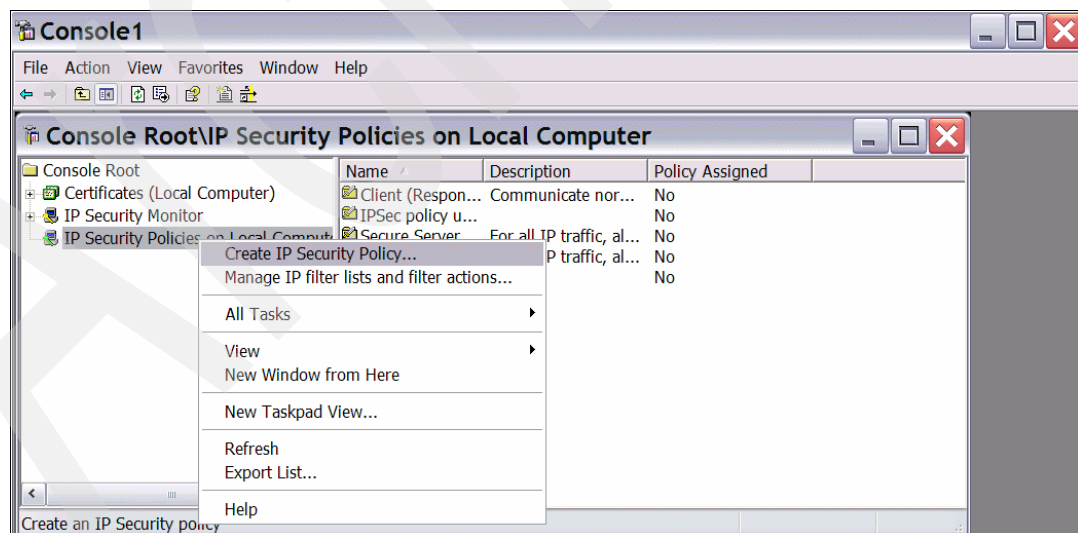 Console1
File Action View Favorites Window Help
Console Root\IP Security Policies on Local Computer
Console Root
Name Description Policy Assigned
Certificates (Local Computer)
Client (Respon... Communicate nor... No
IP Security Monitor
IPSec policy u... No
IP Security Policies on Local Compute
Secure Server For all IP traffic, al... No
P traffic, al... No
No
Create IP Security Policy...
Manage IP filter lists and filter actions...
All Tasks
View
New Window from Here
New Taskpad View...
Refresh
Export List...
Help
Create an IP Security policy